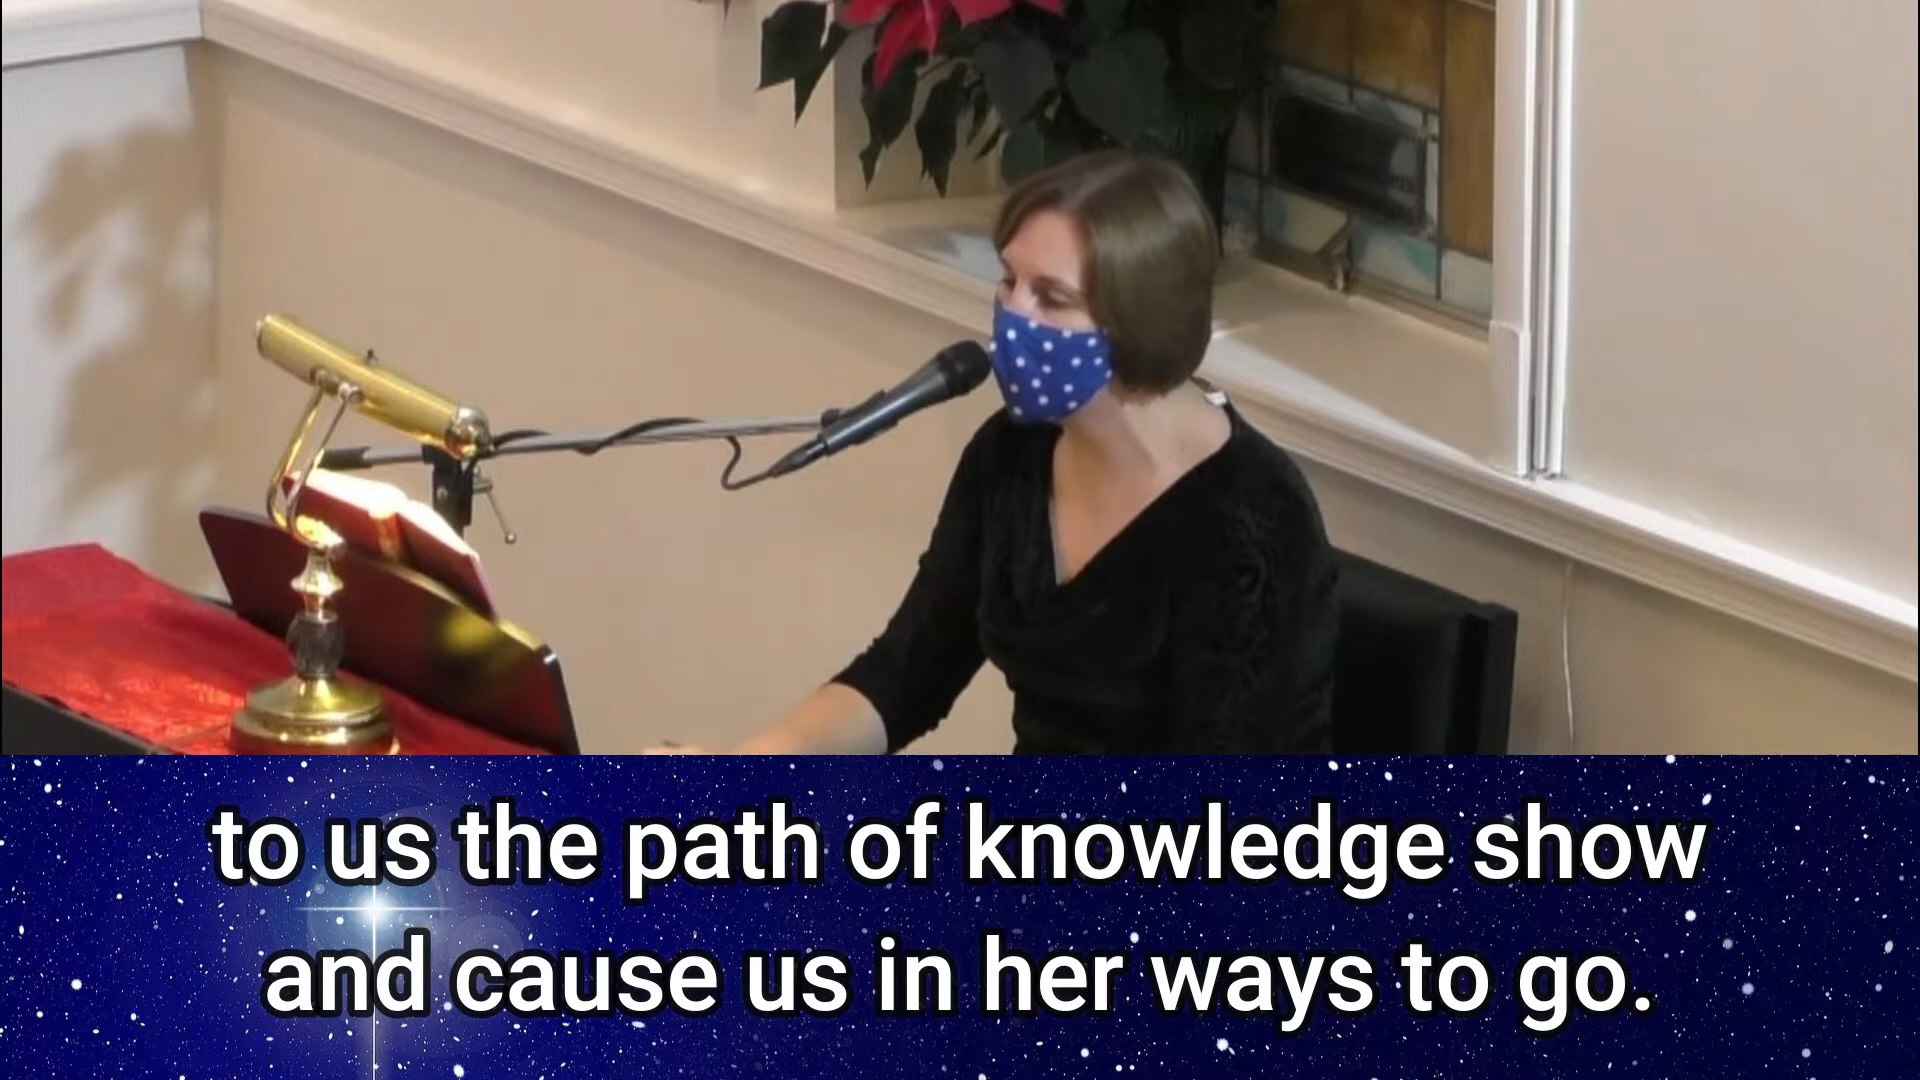 to us the path of knowledge show
and cause us in her ways to go.